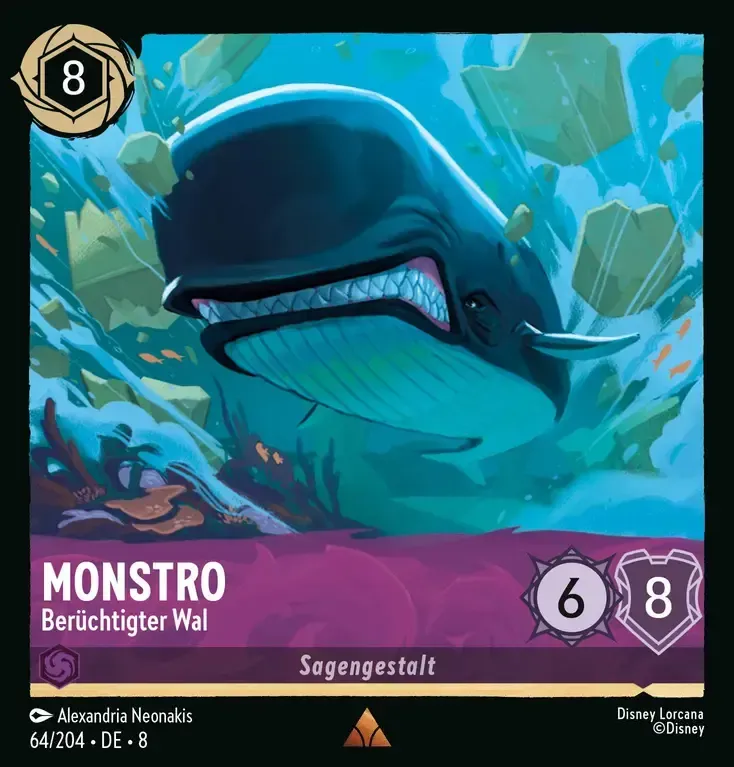 8
MONSTRO
Berüchtigter Wal
6
8
Sagengestalt
Alexandria Neonakis
64/204 • DE • 8
Disney Lorcana
©Disney